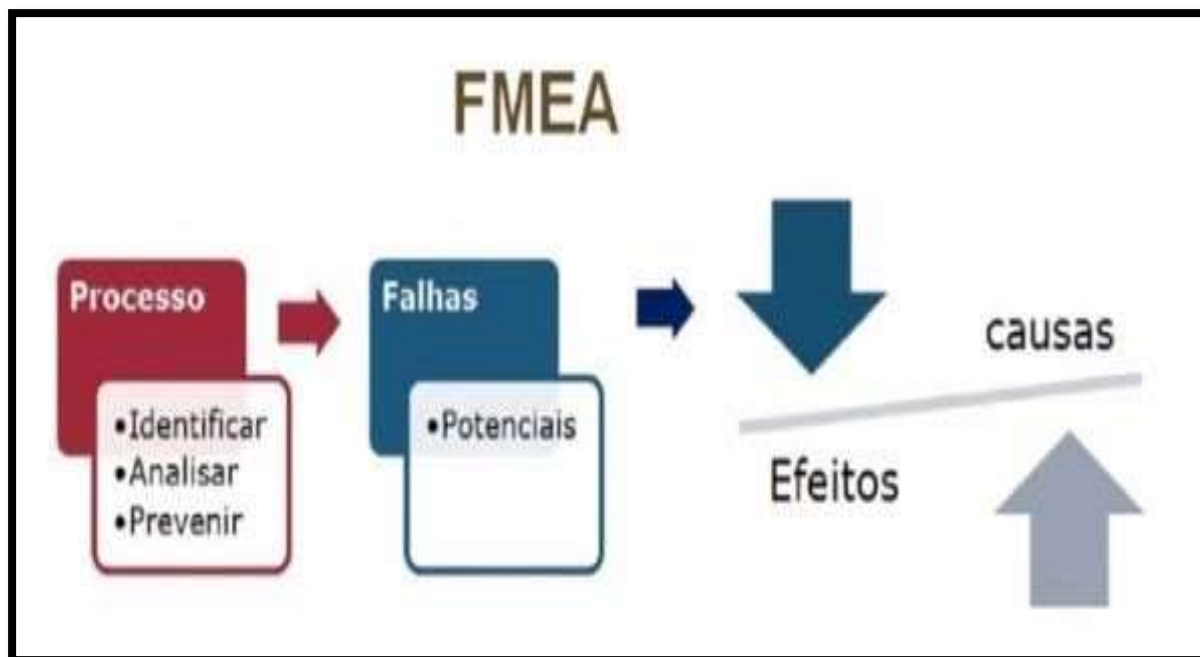 FMEA
Processo
•Identificar
•Analisar
•Prevenir
Falhas
•Potenciais
causas
Efeitos